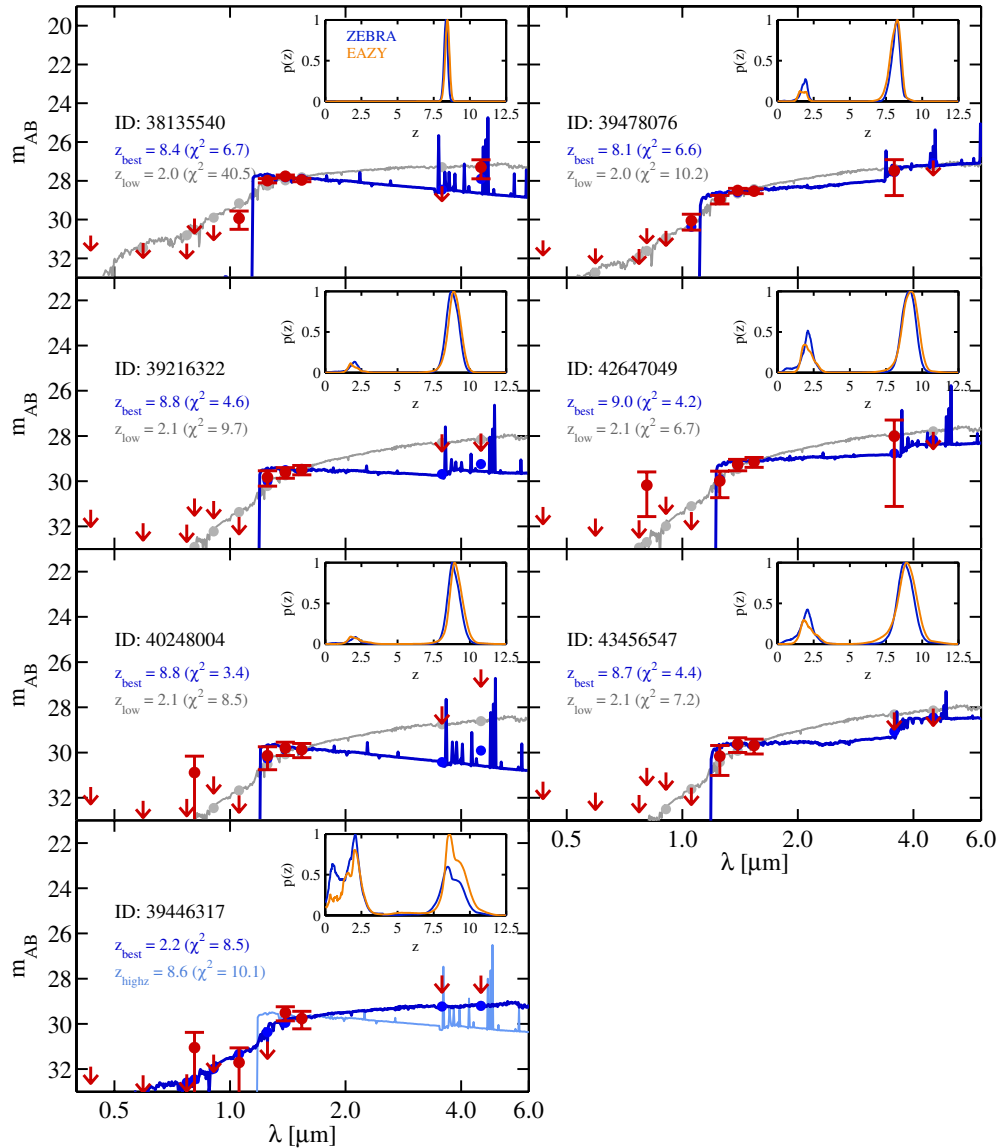 m_AB
20
22
24
26
28
30
32
ID: 38135540
z_best = 8.4 (χ² = 6.7)
z_low = 2.0 (χ² = 40.5)
p(z)
1
0.5
0
ZEBRA
EAZY
0 2.5 5 7.5 10 12.5
z
ID: 39478076
z_best = 8.1 (χ² = 6.6)
z_low = 2.0 (χ² = 10.2)
p(z)
1
0.5
0
0 2.5 5 7.5 10 12.5
z
m_AB
22
24
26
28
30
32
ID: 39216322
z_best = 8.8 (χ² = 4.6)
z_low = 2.1 (χ² = 9.7)
p(z)
1
0.5
0
0 2.5 5 7.5 10 12.5
z
ID: 42647049
z_best = 9.0 (χ² = 4.2)
z_low = 2.1 (χ² = 6.7)
p(z)
1
0.5
0
0 2.5 5 7.5 10 12.5
z
m_AB
22
24
26
28
30
32
ID: 40248004
z_best = 8.8 (χ² = 3.4)
z_low = 2.1 (χ² = 8.5)
p(z)
1
0.5
0
0 2.5 5 7.5 10 12.5
z
ID: 43456547
z_best = 8.7 (χ² = 4.4)
z_low = 2.1 (χ² = 7.2)
p(z)
1
0.5
0
0 2.5 5 7.5 10 12.5
z
0.5 1.0 2.0 4.0 6.0
λ [μm]
m_AB
22
24
26
28
30
32
ID: 39446317
z_best = 2.2 (χ² = 8.5)
z_highz = 8.6 (χ² = 10.1)
p(z)
1
0.5
0
0 2.5 5 7.5 10 12.5
z
0.5 1.0 2.0 4.0 6.0
λ [μm]